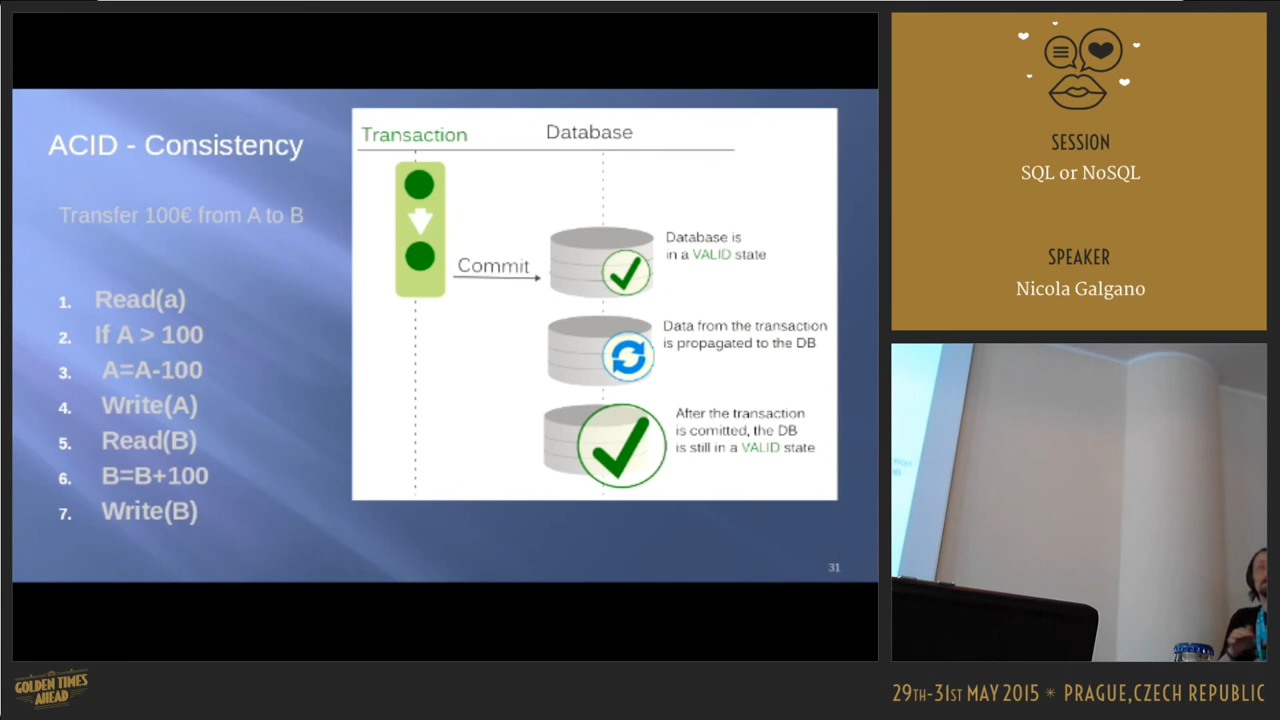 ACID - Consistency
Transfer 100€ from A to B
1. Read(a)
2. If A > 100
3. A=A-100
4. Write(A)
5. Read(B)
6. B=B+100
7. Write(B)
Transaction
Database
Commit
Database is
in a VALID state
Data from the transaction
is propagated to the DB
After the transaction
is comitted, the DB
is still in a VALID state
31
SESSION
SQL or NoSQL
SPEAKER
Nicola Galgano
GOLDEN TIMES
AHEAD
29TH-31ST MAY 2015 * PRAGUE,CZECH REPUBLIC